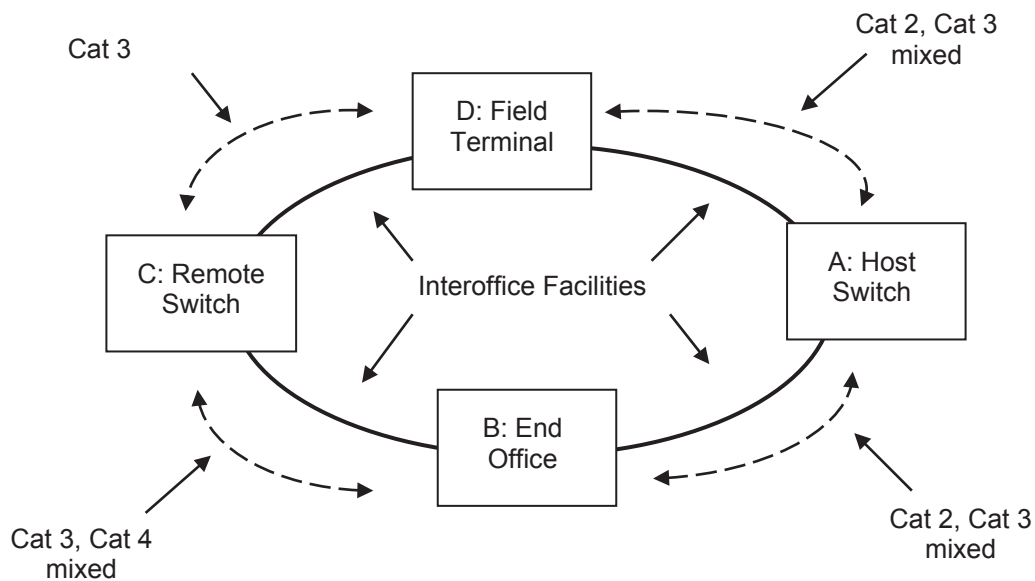 Cat 3
Cat 2, Cat 3
mixed
D: Field
Terminal
C: Remote
Switch
Interoffice Facilities
A: Host
Switch
B: End
Office
Cat 3, Cat 4
mixed
Cat 2, Cat 3
mixed